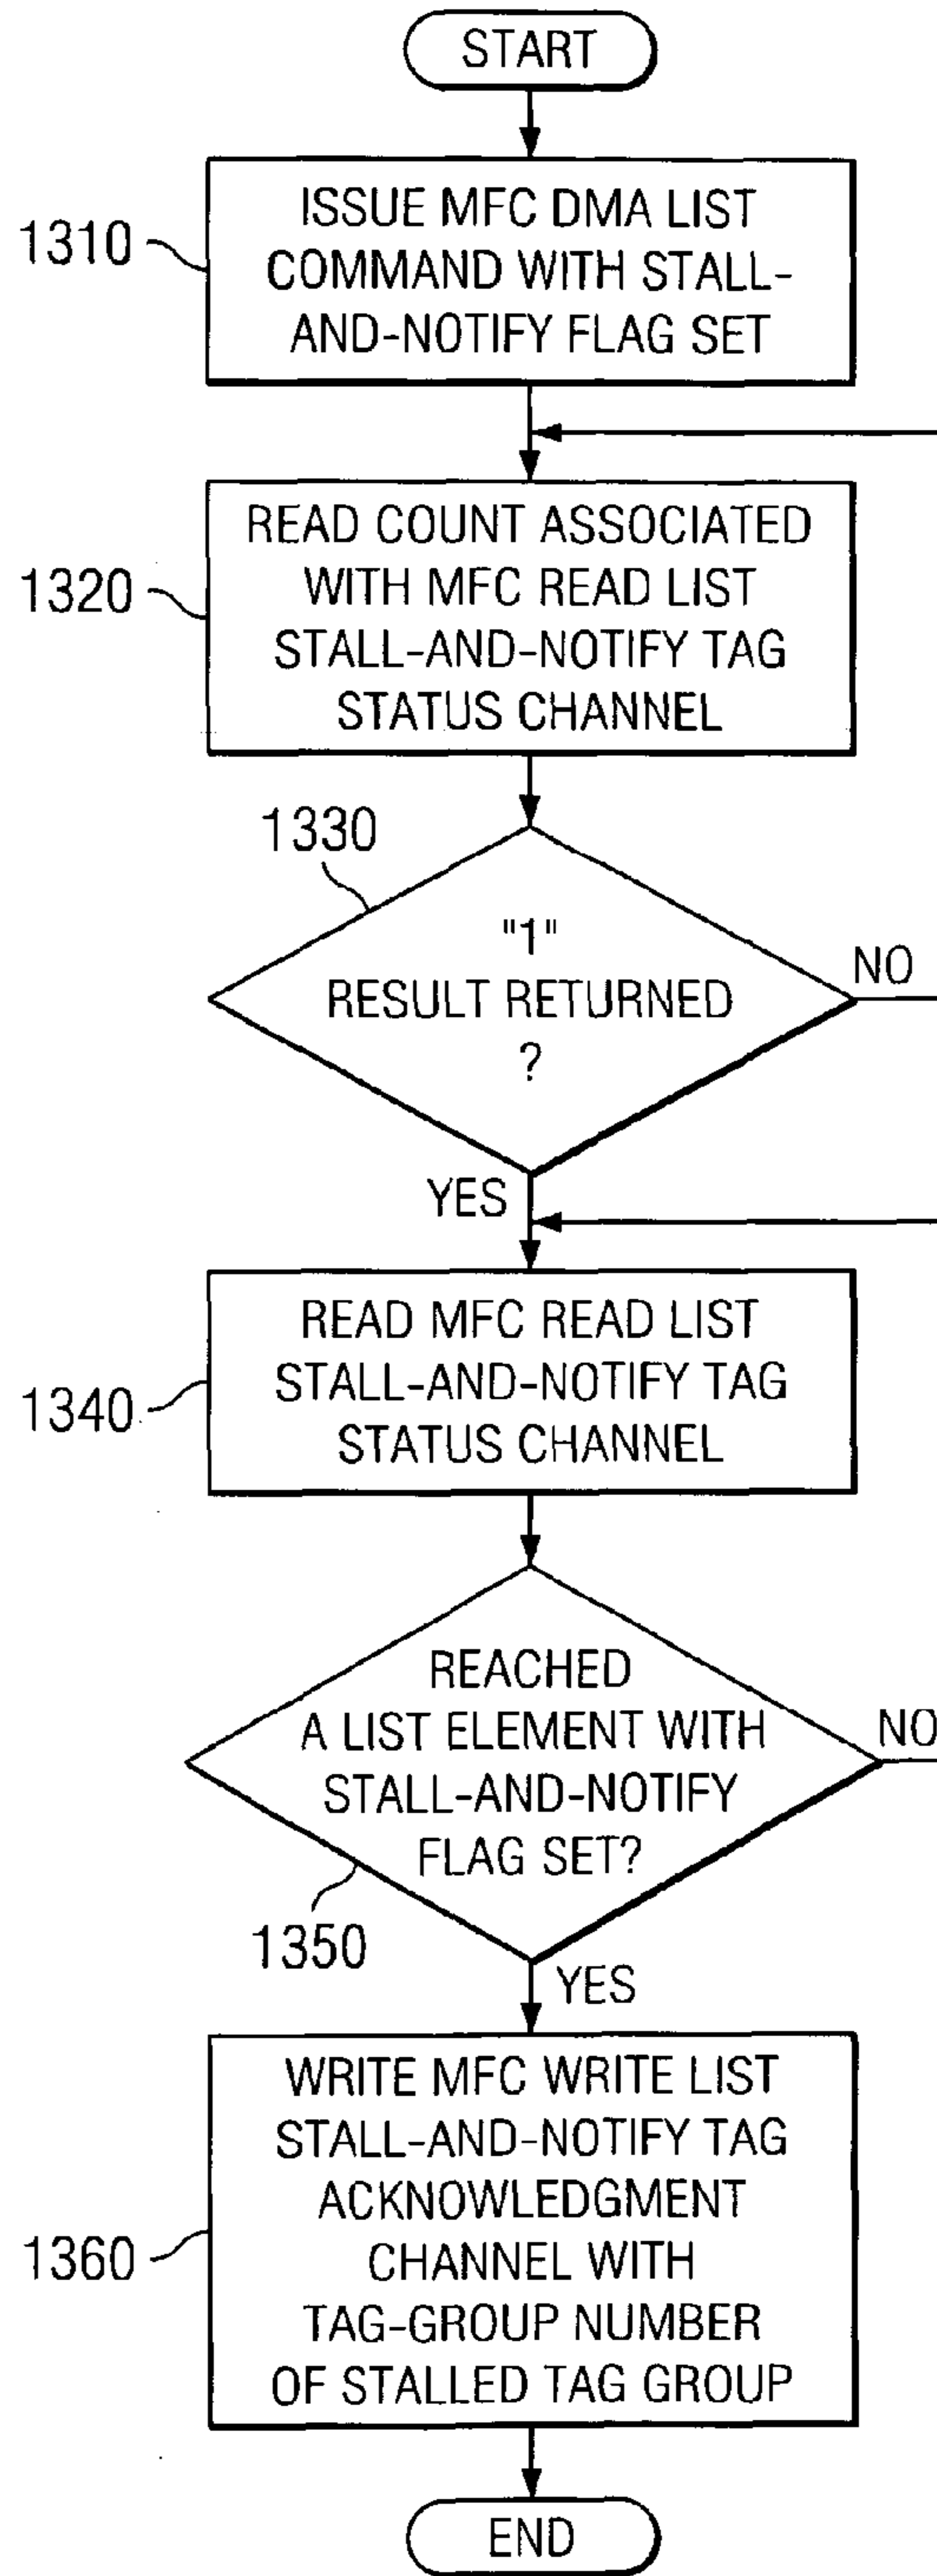 START
1310
ISSUE MFC DMA LIST
COMMAND WITH STALL-
AND-NOTIFY FLAG SET
1320
READ COUNT ASSOCIATED
WITH MFC READ LIST
STALL-AND-NOTIFY TAG
STATUS CHANNEL
1330
"1"
RESULT RETURNED
?
NO
YES
1340
READ MFC READ LIST
STALL-AND-NOTIFY TAG
STATUS CHANNEL
REACHED
A LIST ELEMENT WITH
STALL-AND-NOTIFY
FLAG SET?
NO
1350
YES
1360
WRITE MFC WRITE LIST
STALL-AND-NOTIFY TAG
ACKNOWLEDGMENT
CHANNEL WITH
TAG-GROUP NUMBER
OF STALLED TAG GROUP
END